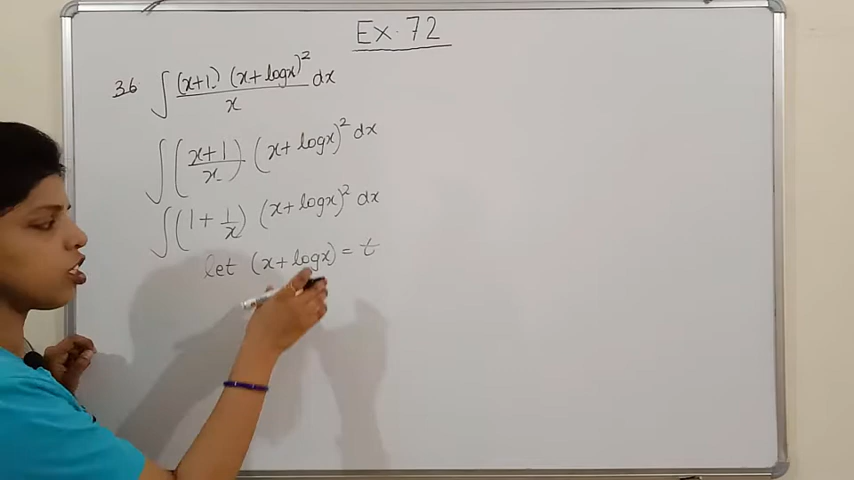 Ex. 72
36. ∫ (x+1) (x+logx)² / x dx
∫ ((x+1)/x) (x+logx)² dx
∫ (1 + 1/x) (x+logx)² dx
let (x+logx) = t